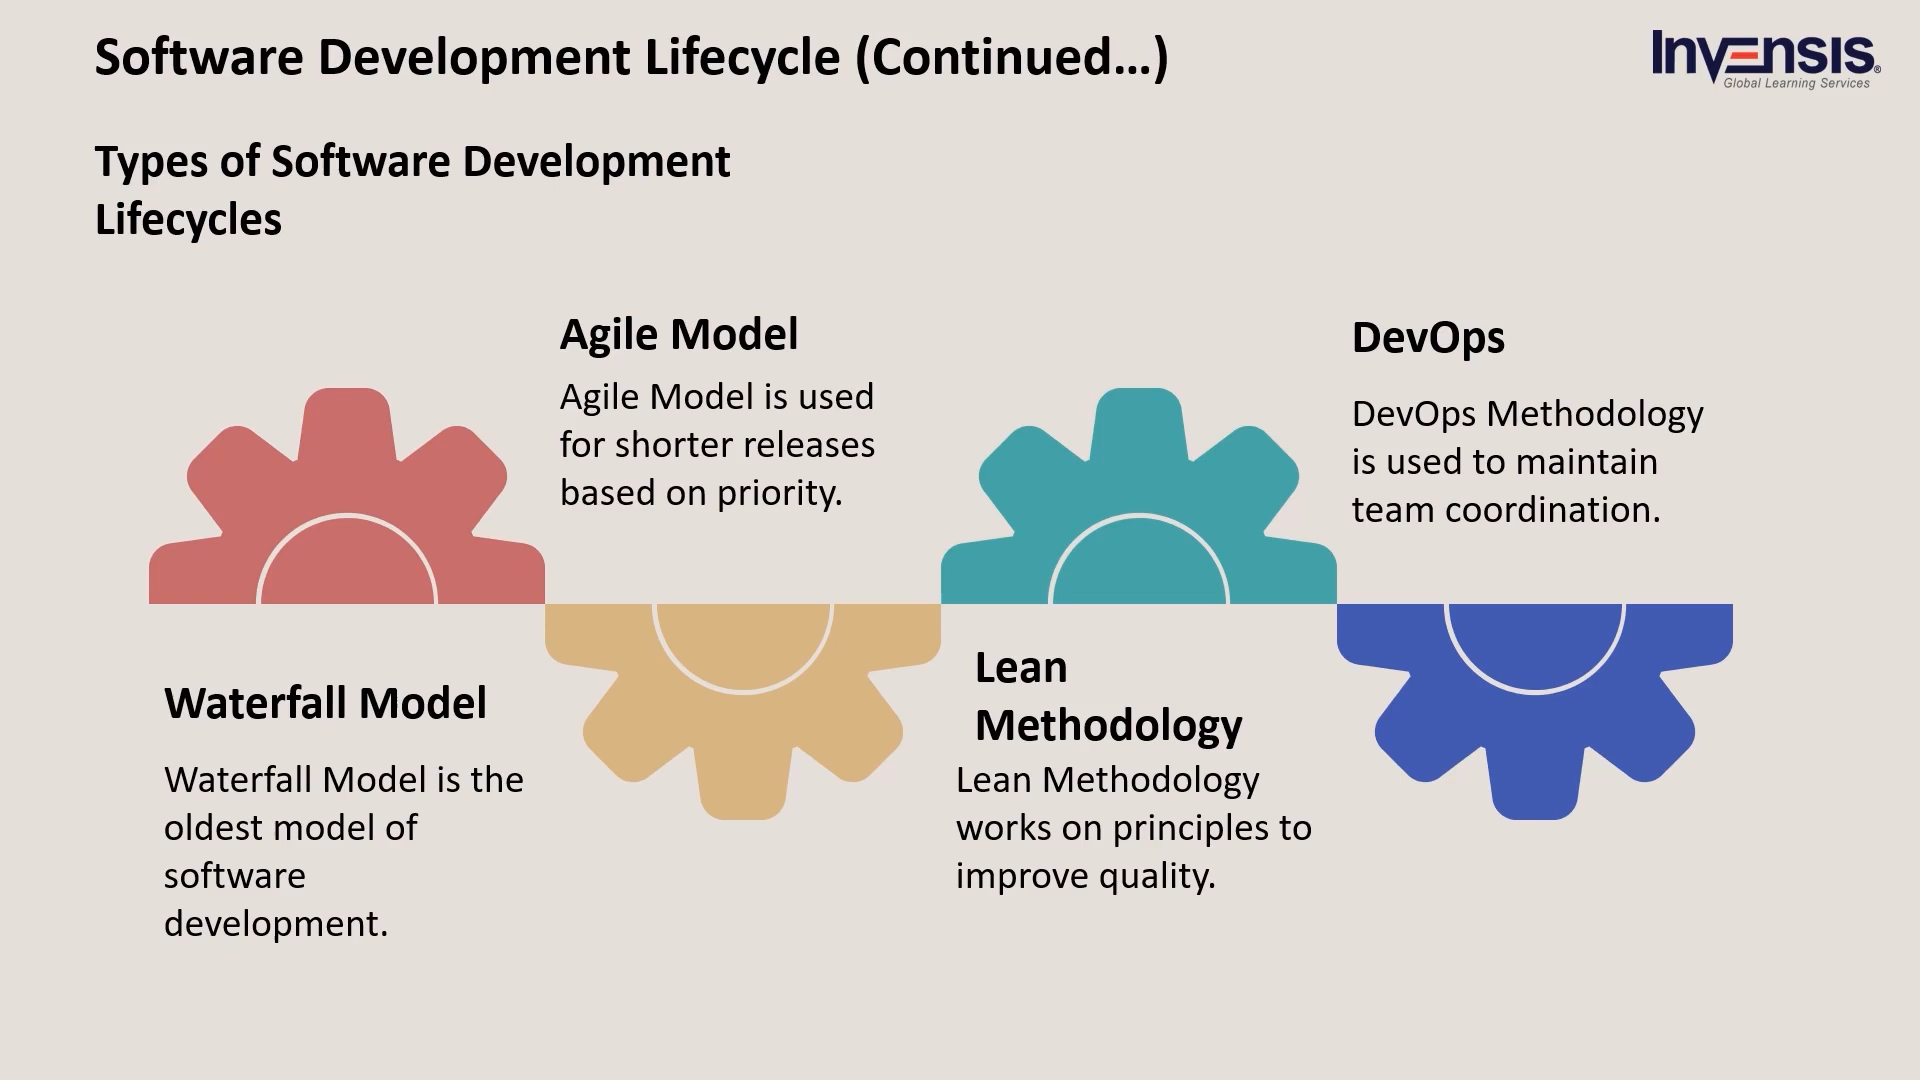 Software Development Lifecycle (Continued...)
Invensis®
Global Learning Services
Types of Software Development
Lifecycles
Agile Model
Agile Model is used
for shorter releases
based on priority.
DevOps
DevOps Methodology
is used to maintain
team coordination.
Waterfall Model
Waterfall Model is the
oldest model of
software
development.
Lean
Methodology
Lean Methodology
works on principles to
improve quality.